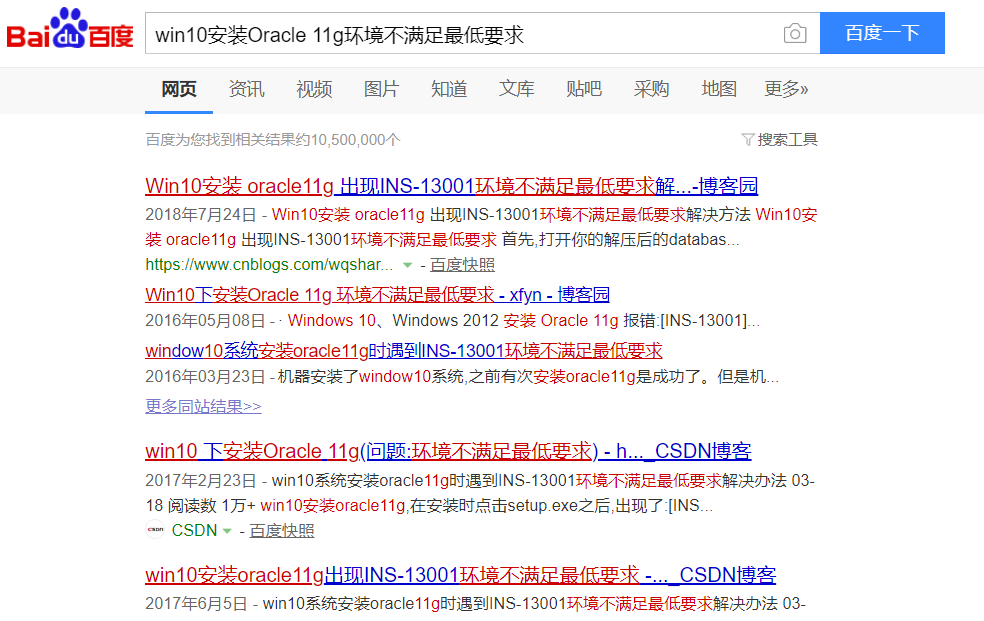 Bai du 百度 win10安装Oracle 11g环境不满足最低要求 百度一下
网页 资讯 视频 图片 知道 文库 贴吧 采购 地图 更多»
百度为您找到相关结果约10,500,000个 搜索工具
Win10安装 oracle11g 出现INS-13001环境不满足最低要求解...-博客园
2018年7月24日 - Win10安装 oracle11g 出现INS-13001环境不满足最低要求解决方法 Win10安
装 oracle11g 出现INS-13001环境不满足最低要求 首先,打开你的解压后的databas...
https://www.cnblogs.com/wqshar... - 百度快照
Win10下安装Oracle 11g 环境不满足最低要求 - xfyn - 博客园
2016年05月08日 - · Windows 10、Windows 2012 安装 Oracle 11g 报错:[INS-13001]...
window10系统安装oracle11g时遇到INS-13001环境不满足最低要求
2016年03月23日 - 机器安装了window10系统,之前有次安装oracle11g是成功了。但是机...
更多同站结果>>
win10 下安装Oracle 11g(问题:环境不满足最低要求) - h..._CSDN博客
2017年2月23日 - win10系统安装oracle11g时遇到INS-13001环境不满足最低要求解决办法 03-
18 阅读数 1万+ win10安装oracle11g,在安装时点击setup.exe之后,出现了:[INS...
CSDN CSDN - 百度快照
win10安装oracle11g出现INS-13001环境不满足最低要求 -..._CSDN博客
2017年6月5日 - win10系统安装oracle11g时遇到INS-13001环境不满足最低要求解决办法 03-